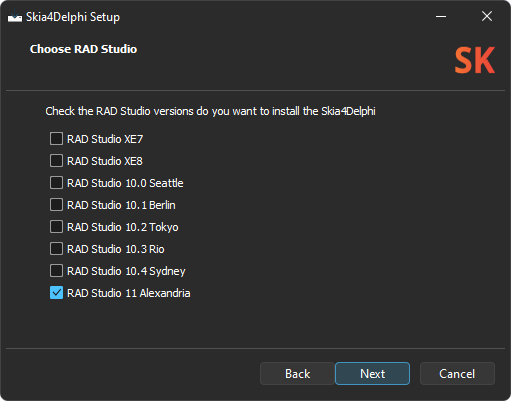 Skia4Delphi Setup
Choose RAD Studio
SK
Check the RAD Studio versions do you want to install the Skia4Delphi
RAD Studio XE7
RAD Studio XE8
RAD Studio 10.0 Seattle
RAD Studio 10.1 Berlin
RAD Studio 10.2 Tokyo
RAD Studio 10.3 Rio
RAD Studio 10.4 Sydney
RAD Studio 11 Alexandria
Back
Next
Cancel